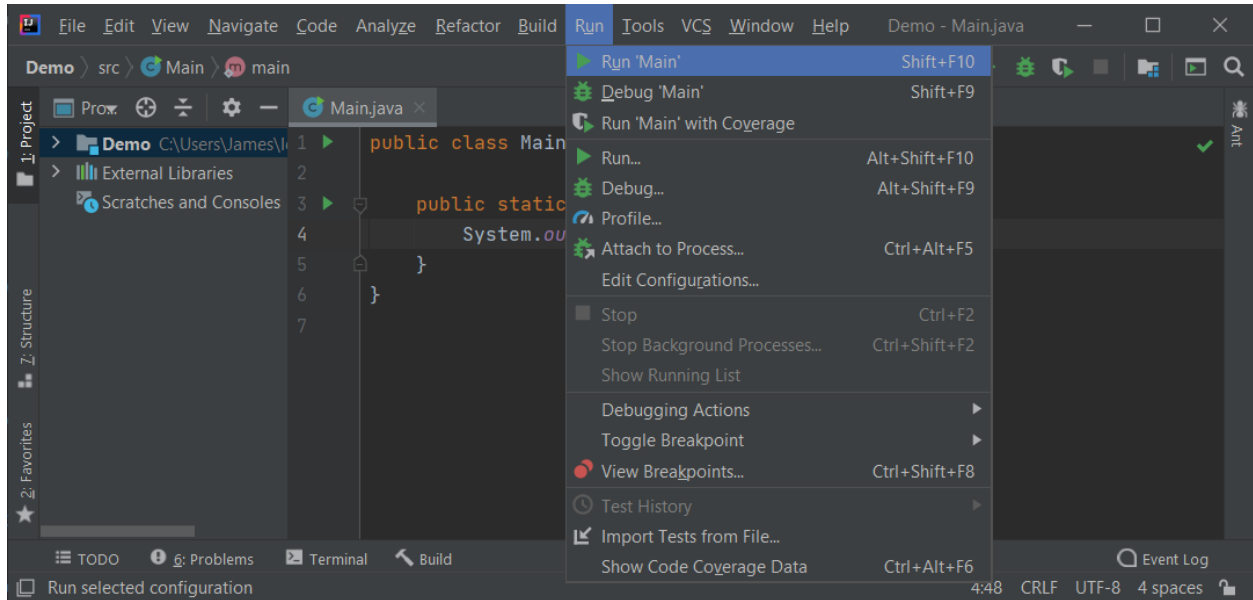 File Edit View Navigate Code Analyze Refactor Build Run Tools VCS Window Help Demo - Main.java
Demo src Main main
Main.java
1: Project
Demo C:\Users\James\I
External Libraries
Scratches and Consoles
7: Structure
2: Favorites
1 public class Main
2
3 public static
4 System.ou
5 }
6 }
7
Run 'Main' Shift+F10
Debug 'Main' Shift+F9
Run 'Main' with Coverage
Run... Alt+Shift+F10
Debug... Alt+Shift+F9
Profile...
Attach to Process... Ctrl+Alt+F5
Edit Configurations...
Stop Ctrl+F2
Stop Background Processes... Ctrl+Shift+F2
Show Running List
Debugging Actions
Toggle Breakpoint
View Breakpoints... Ctrl+Shift+F8
Test History
Import Tests from File...
Show Code Coverage Data Ctrl+Alt+F6
Ant
TODO 6: Problems Terminal Build Event Log
Run selected configuration 4:48 CRLF UTF-8 4 spaces